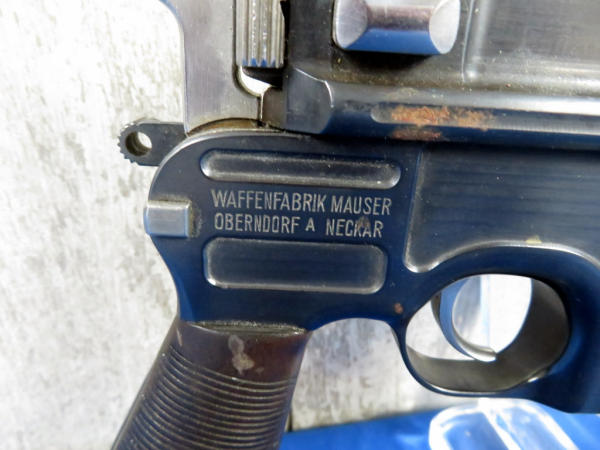 WAFFENFABRIK MAUSER
OBERNDORF A NECKAR